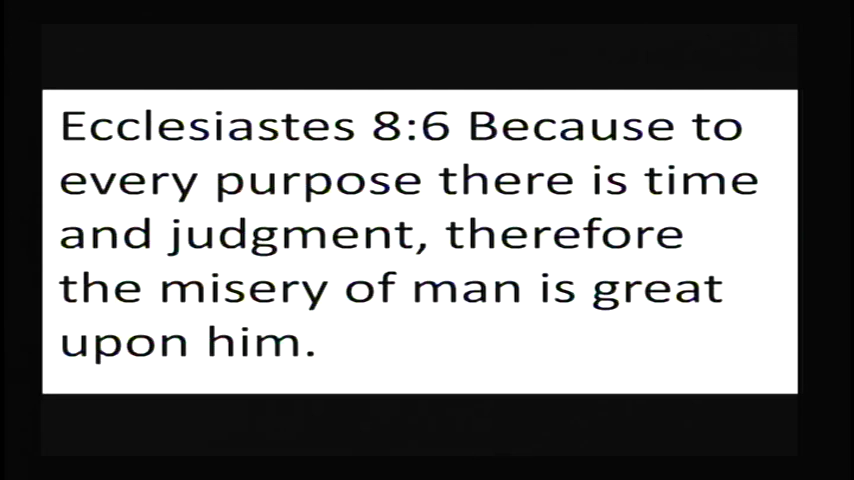 Ecclesiastes 8:6 Because to
every purpose there is time
and judgment, therefore
the misery of man is great
upon him.